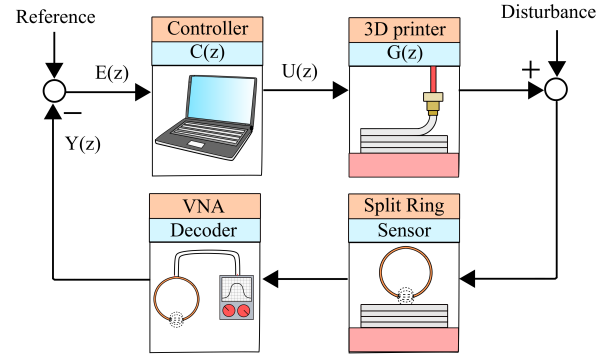 Reference
Disturbance
Controller
C(z)
3D printer
G(z)
E(z)
U(z)
+
−
Y(z)
VNA
Decoder
Split Ring
Sensor